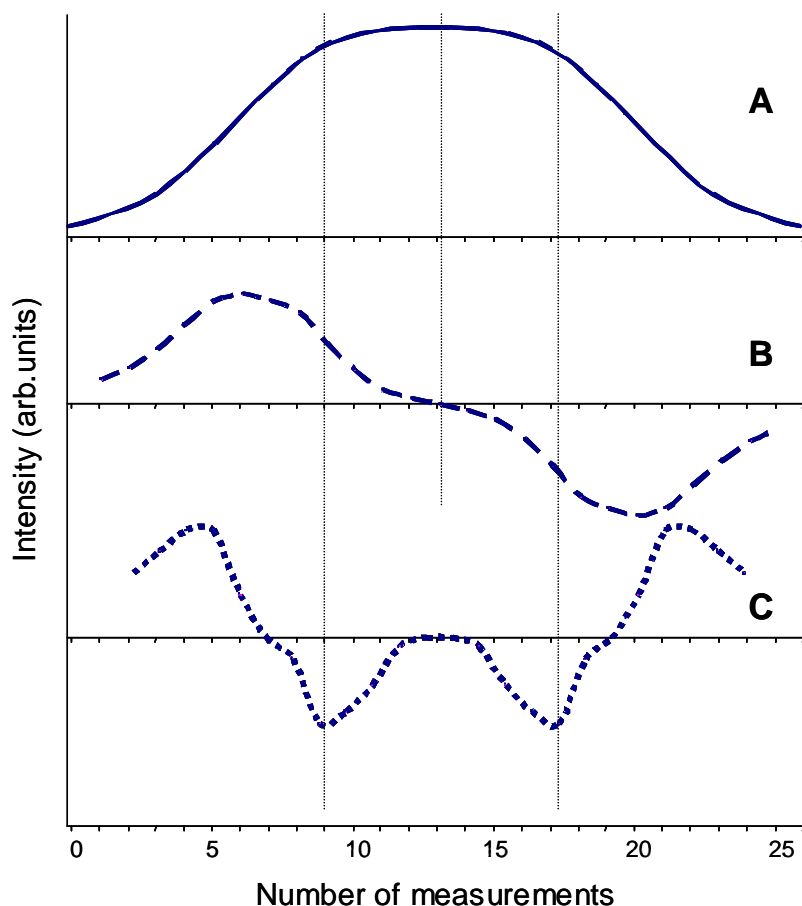 A
B
C
Intensity (arb.units)
0 5 10 15 20 25
Number of measurements